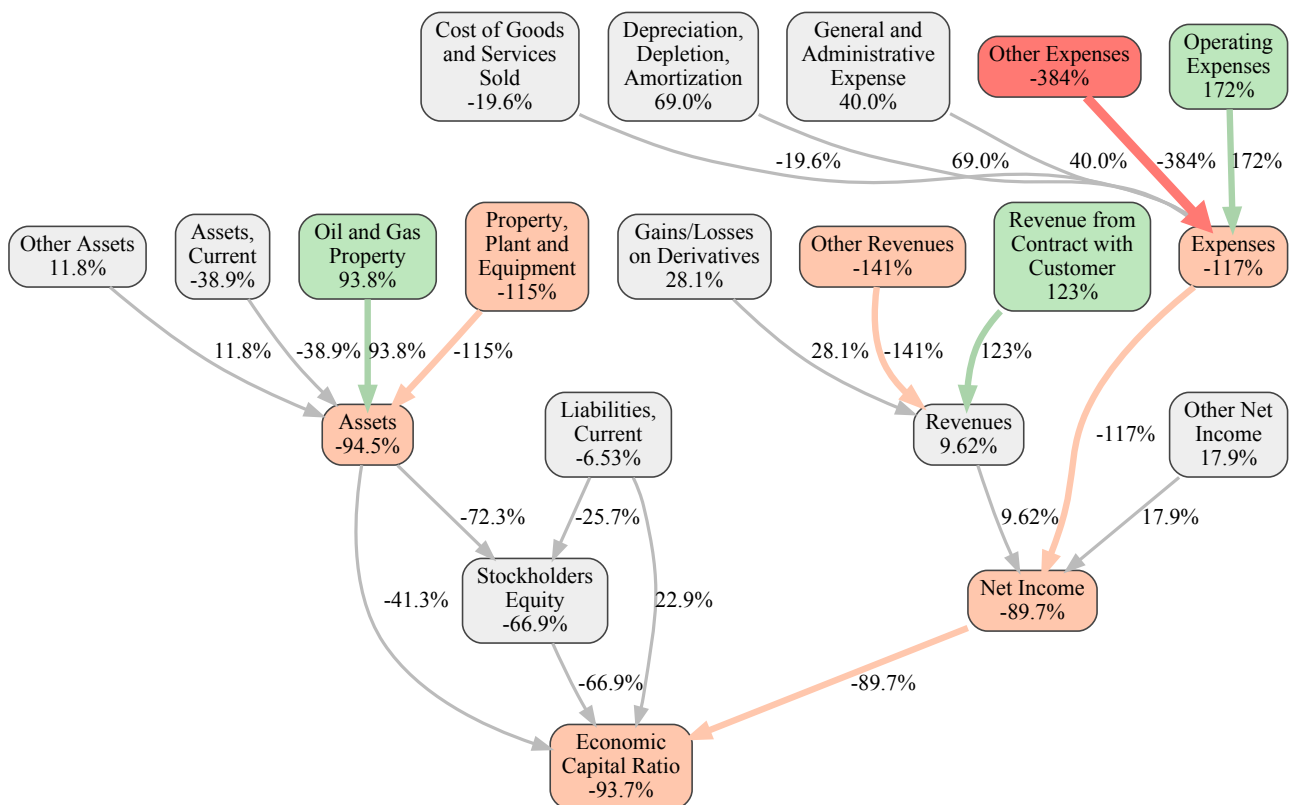 Cost of Goods
and Services
Sold
-19.6%
Depreciation,
Depletion,
Amortization
69.0%
General and
Administrative
Expense
40.0%
Other Expenses
-384%
Operating
Expenses
172%
-19.6%
69.0%
40.0%
-384%
172%
Other Assets
11.8%
Assets,
Current
-38.9%
Oil and Gas
Property
93.8%
Property,
Plant and
Equipment
-115%
Gains/Losses
on Derivatives
28.1%
Other Revenues
-141%
Revenue from
Contract with
Customer
123%
Expenses
-117%
11.8%
-38.9%
93.8%
-115%
28.1%
-141%
123%
Assets
-94.5%
Liabilities,
Current
-6.53%
Revenues
9.62%
-117%
Other Net
Income
17.9%
-72.3%
-25.7%
9.62%
17.9%
Stockholders
Equity
-66.9%
-41.3%
22.9%
Net Income
-89.7%
-66.9%
-89.7%
Economic
Capital Ratio
-93.7%